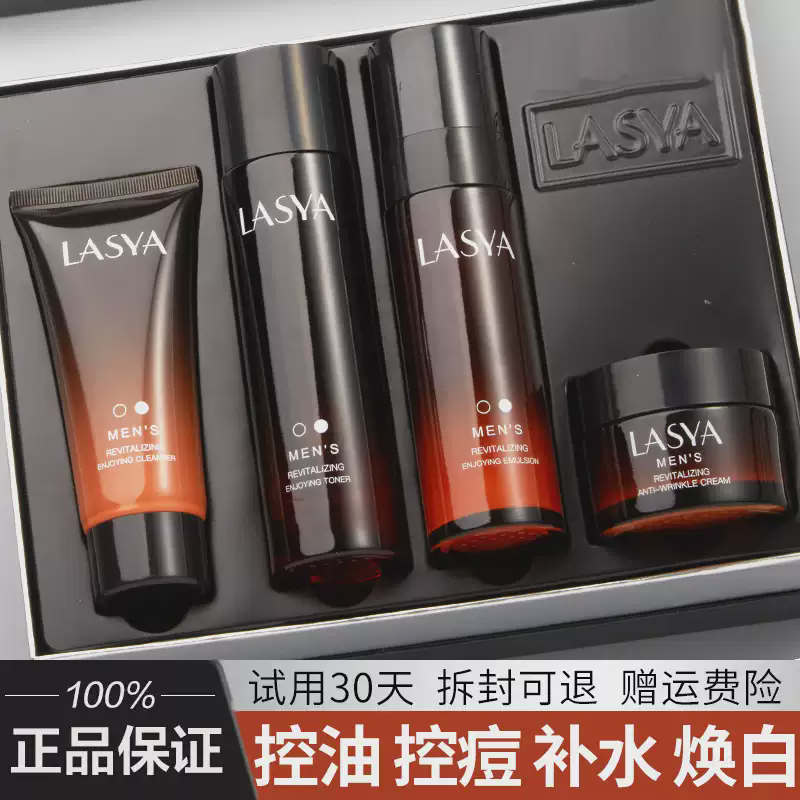 LASYA
LASYA
MEN'S
REVITALIZING
ENJOYING CLEANSER
LASYA
MEN'S
REVITALIZING
ENJOYING TONER
LASYA
MEN'S
REVITALIZING
ENJOYING EMULSION
LASYA
MEN'S
REVITALIZING
ANTI-WRINKLE CREAM
100%
正品保证
试用30天 拆封可退 赠运费险
控油 控痘 补水 焕白